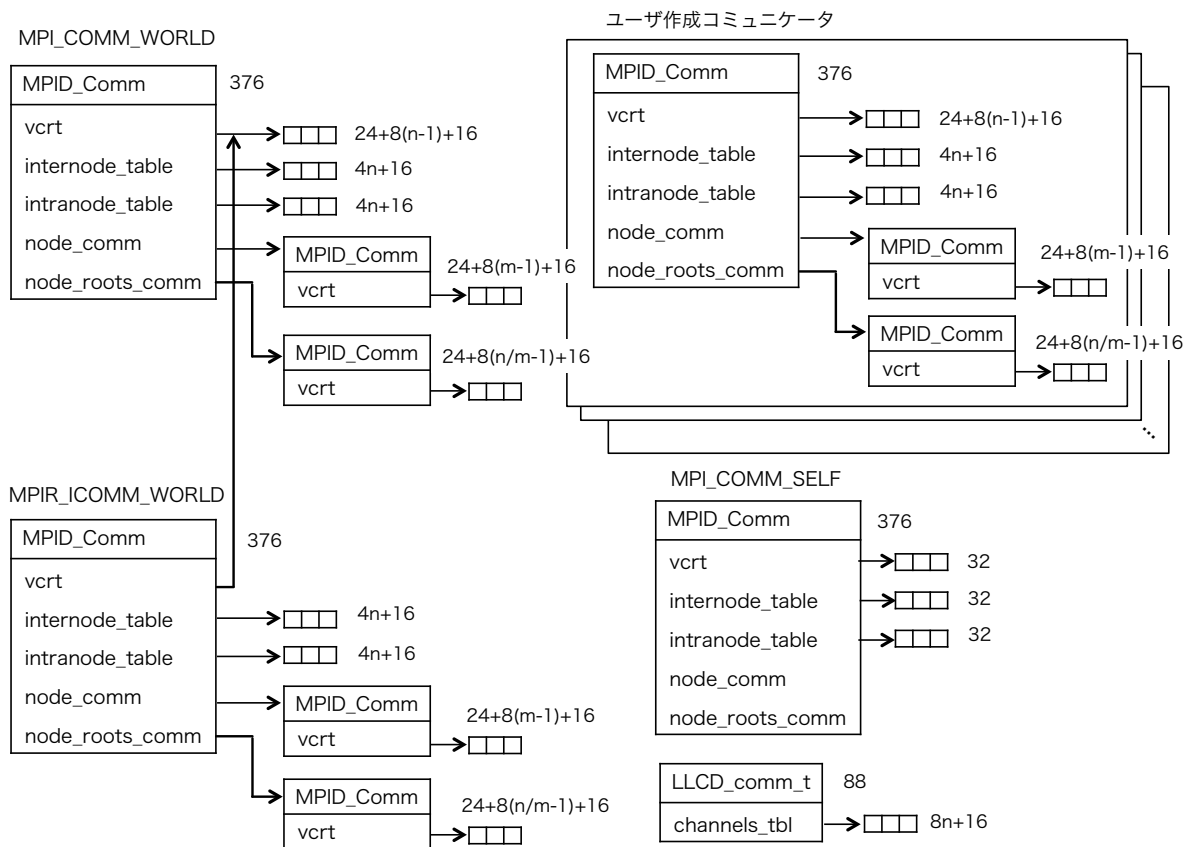 MPI_COMM_WORLD
MPID_Comm
376
vcrt
24+8(n-1)+16
internode_table
4n+16
intranode_table
4n+16
node_comm
node_roots_comm
MPID_Comm
24+8(m-1)+16
vcrt
MPID_Comm
24+8(n/m-1)+16
vcrt
ユーザ作成コミュニケータ
MPID_Comm
376
vcrt
24+8(n-1)+16
internode_table
4n+16
intranode_table
4n+16
node_comm
node_roots_comm
MPID_Comm
24+8(m-1)+16
vcrt
MPID_Comm
24+8(n/m-1)+16
vcrt
...
MPIR_ICOMM_WORLD
MPID_Comm
376
vcrt
internode_table
4n+16
intranode_table
4n+16
node_comm
node_roots_comm
MPID_Comm
24+8(m-1)+16
vcrt
MPID_Comm
24+8(n/m-1)+16
vcrt
MPI_COMM_SELF
MPID_Comm
376
vcrt
32
internode_table
32
intranode_table
32
node_comm
node_roots_comm
LLCD_comm_t
88
channels_tbl
8n+16